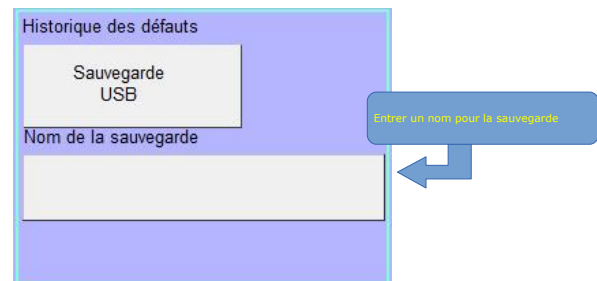 Historique des défauts
Sauvegarde
USB
Entrer un nom pour la sauvegarde
Nom de la sauvegarde